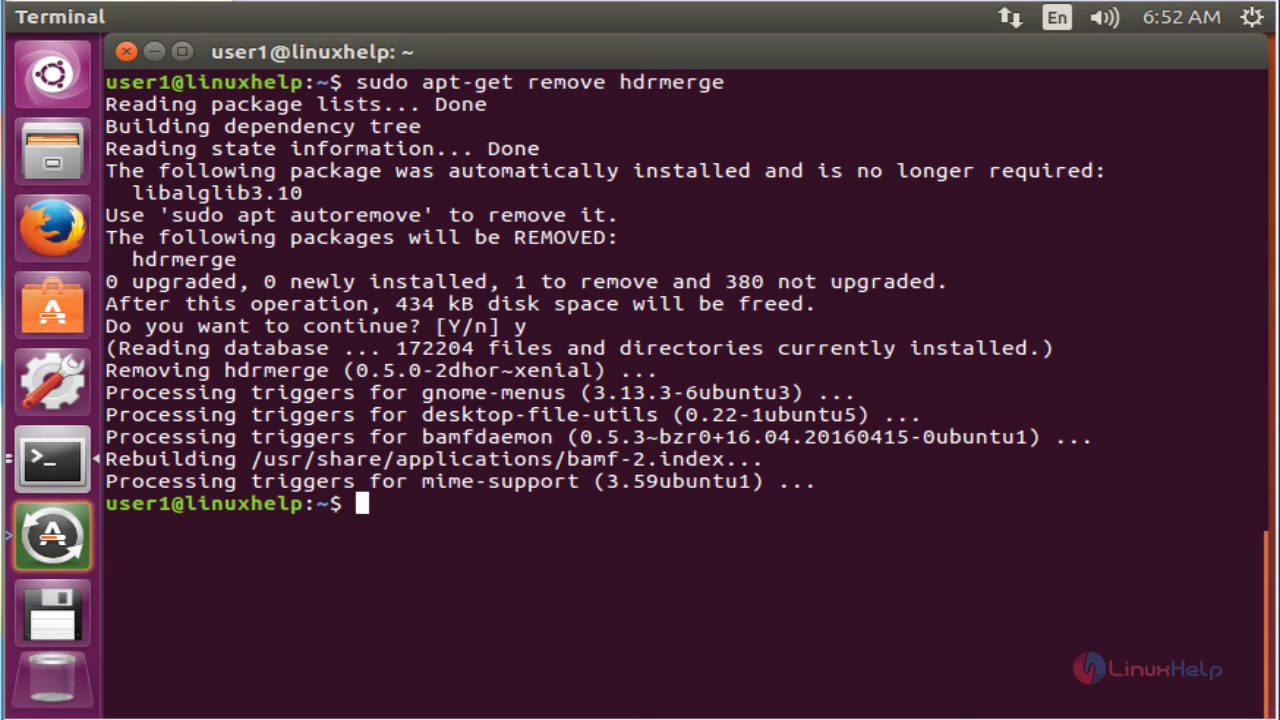 Terminal
En
6:52 AM
user1@linuxhelp: ~
user1@linuxhelp:~$ sudo apt-get remove hdrmerge
Reading package lists... Done
Building dependency tree
Reading state information... Done
The following package was automatically installed and is no longer required:
  libalglib3.10
Use 'sudo apt autoremove' to remove it.
The following packages will be REMOVED:
  hdrmerge
0 upgraded, 0 newly installed, 1 to remove and 380 not upgraded.
After this operation, 434 kB disk space will be freed.
Do you want to continue? [Y/n] y
(Reading database ... 172204 files and directories currently installed.)
Removing hdrmerge (0.5.0-2dhor~xenial) ...
Processing triggers for gnome-menus (3.13.3-6ubuntu3) ...
Processing triggers for desktop-file-utils (0.22-1ubuntu5) ...
Processing triggers for bamfdaemon (0.5.3~bzr0+16.04.20160415-0ubuntu1) ...
Rebuilding /usr/share/applications/bamf-2.index...
Processing triggers for mime-support (3.59ubuntu1) ...
user1@linuxhelp:~$
LinuxHelp